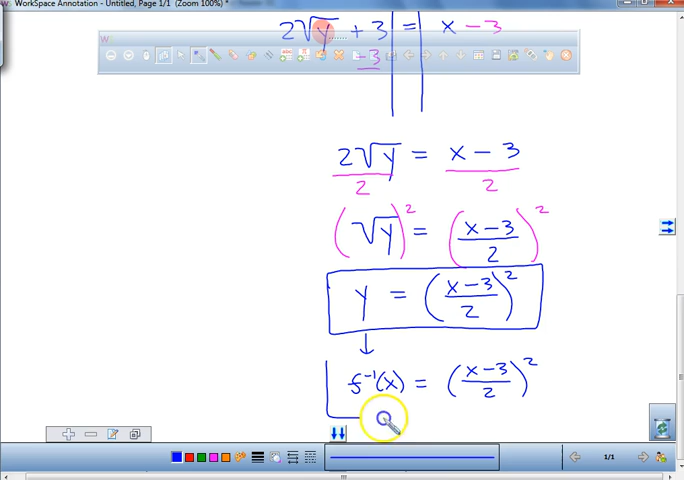 WorkSpace Annotation - Untitled, Page 1/1 (Zoom 100%) *
2√y + 3 = x - 3
- 3
2√y = x - 3
2 2
(√y)² = (x-3/2)²
y = (x-3/2)²
f⁻¹(x) = (x-3/2)²
1/1